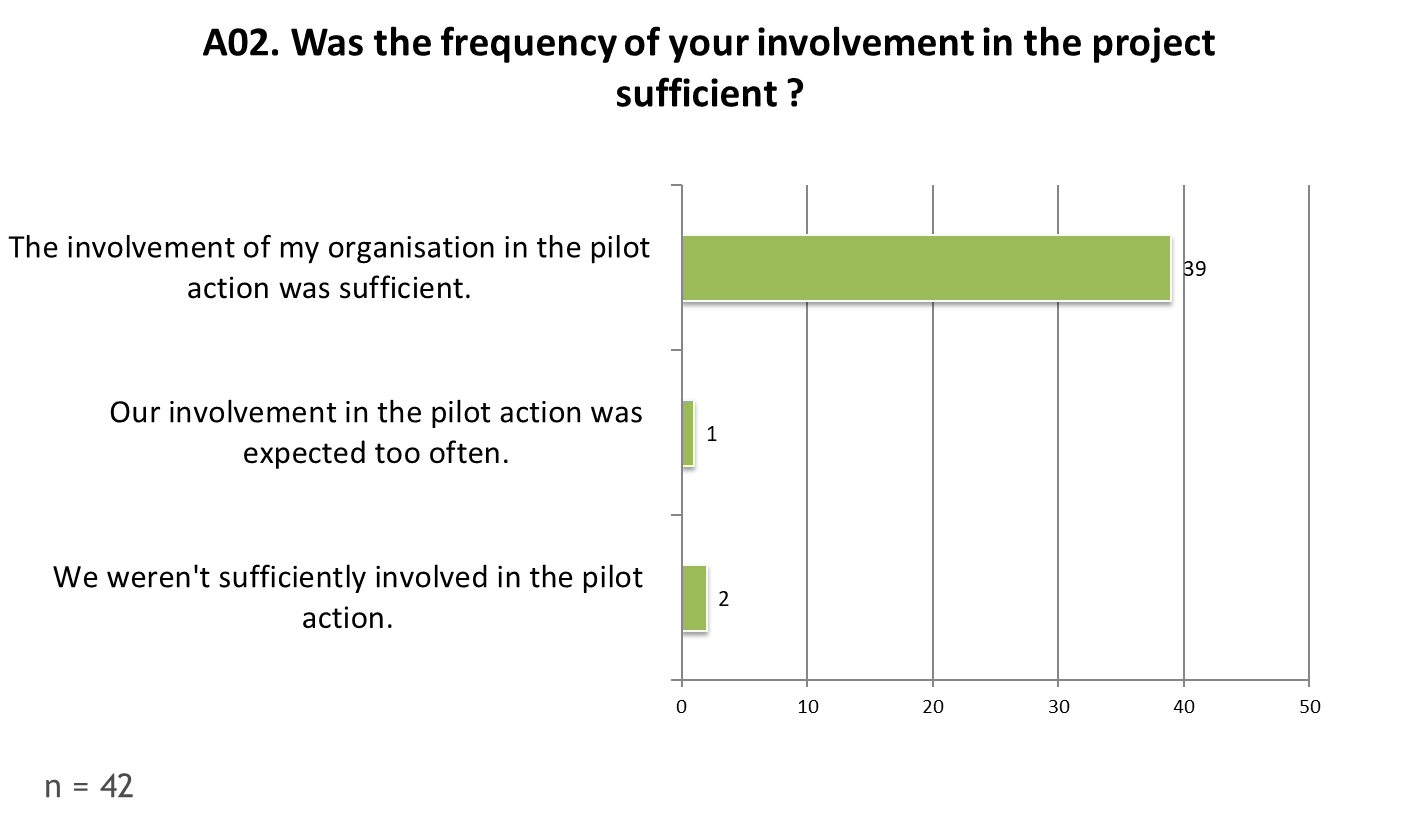 A02. Was the frequency of your involvement in the project
sufficient ?
The involvement of my organisation in the pilot
action was sufficient.
39
Our involvement in the pilot action was
expected too often.
1
We weren't sufficiently involved in the pilot
action.
2
0 10 20 30 40 50
n = 42